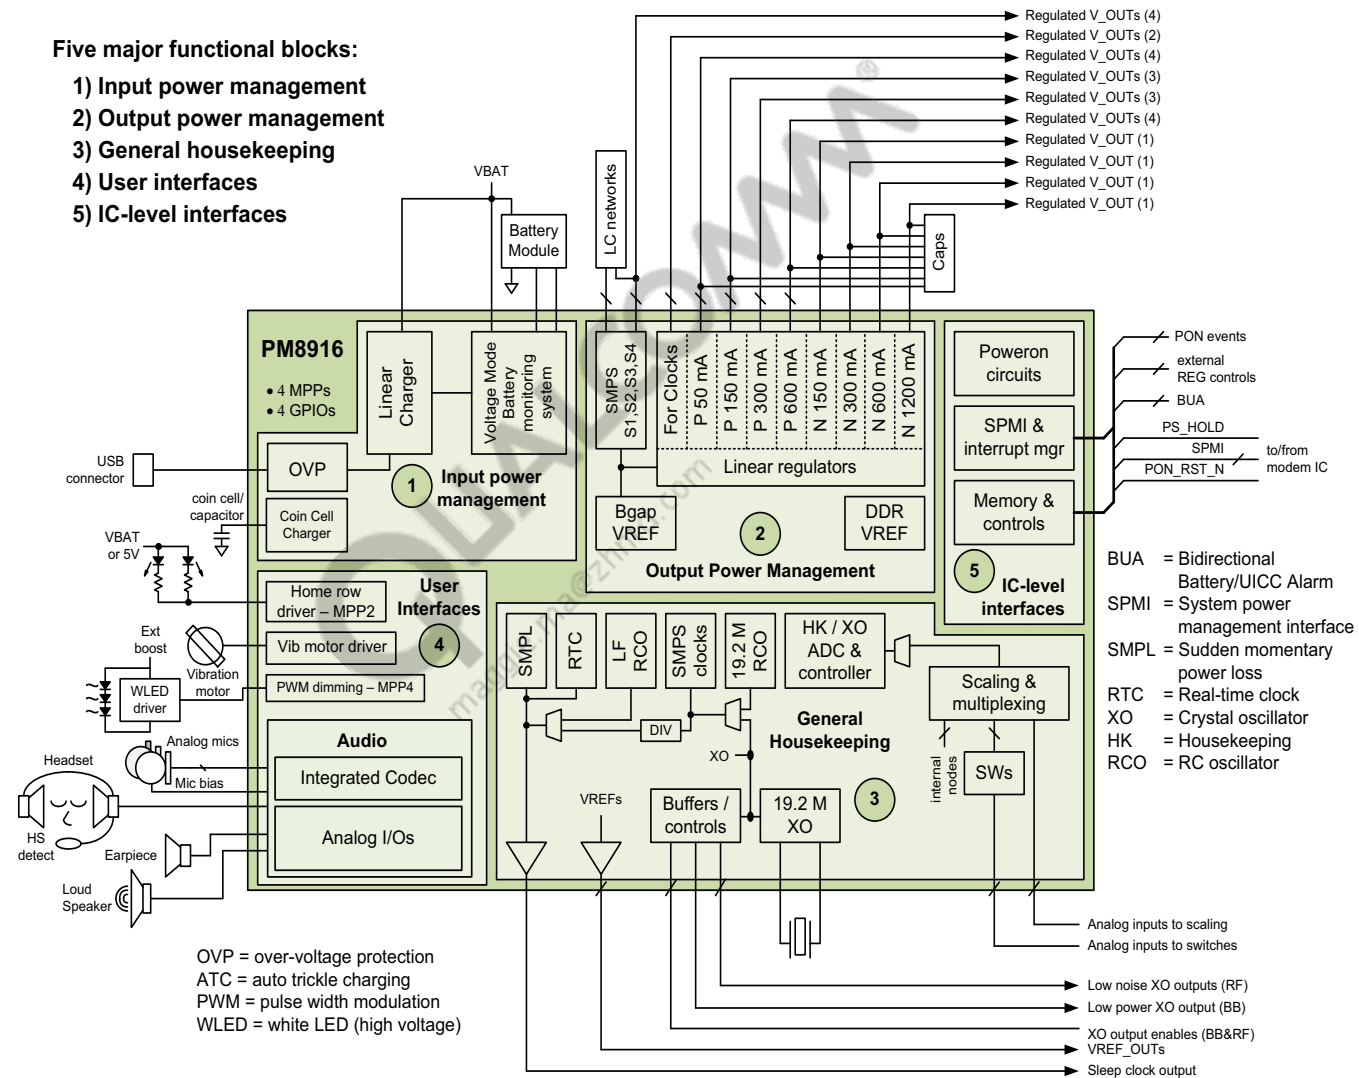 Five major functional blocks:
1) Input power management
2) Output power management
3) General housekeeping
4) User interfaces
5) IC-level interfaces
Regulated V_OUTs (4)
Regulated V_OUTs (2)
Regulated V_OUTs (4)
Regulated V_OUTs (3)
Regulated V_OUTs (3)
Regulated V_OUTs (4)
Regulated V_OUT (1)
Regulated V_OUT (1)
Regulated V_OUT (1)
Regulated V_OUT (1)
VBAT
Battery
Module
LC networks
Caps
PM8916
• 4 MPPs
• 4 GPIOs
Linear
Charger
Voltage Mode
Battery
monitoring
system
OVP
Coin Cell
Charger
1
Input power
management
USB
connector
coin cell/
capacitor
VBAT
or 5V
SMPS
S1,S2,S3,S4
For Clocks
P 50 mA
P 150 mA
P 300 mA
P 600 mA
N 150 mA
N 300 mA
N 600 mA
N 1200 mA
Linear regulators
Bgap
VREF
DDR
VREF
2
Output Power Management
Poweron
circuits
SPMI &
interrupt mgr
Memory &
controls
5
IC-level
interfaces
PON events
external
REG controls
BUA
PS_HOLD
SPMI
PON_RST_N
to/from
modem IC
BUA = Bidirectional
Battery/UICC Alarm
SPMI = System power
management interface
SMPL = Sudden momentary
power loss
RTC = Real-time clock
XO = Crystal oscillator
HK = Housekeeping
RCO = RC oscillator
User
Interfaces
4
Home row
driver – MPP2
Vib motor driver
PWM dimming – MPP4
Ext
boost
WLED
driver
Vibration
motor
Audio
Integrated Codec
Analog I/Os
Analog mics
Mic bias
Headset
HS
detect
Earpiece
Loud
Speaker
SMPL
RTC
LF
RCO
SMPS
clocks
19.2 M
RCO
HK / XO
ADC &
controller
Scaling &
multiplexing
DIV
XO
General
Housekeeping
3
internal
nodes
SWs
VREFs
Buffers /
controls
19.2 M
XO
Analog inputs to scaling
Analog inputs to switches
Low noise XO outputs (RF)
Low power XO output (BB)
XO output enables (BB&RF)
VREF_OUTs
Sleep clock output
OVP = over-voltage protection
ATC = auto trickle charging
PWM = pulse width modulation
WLED = white LED (high voltage)
QUALCOMM®